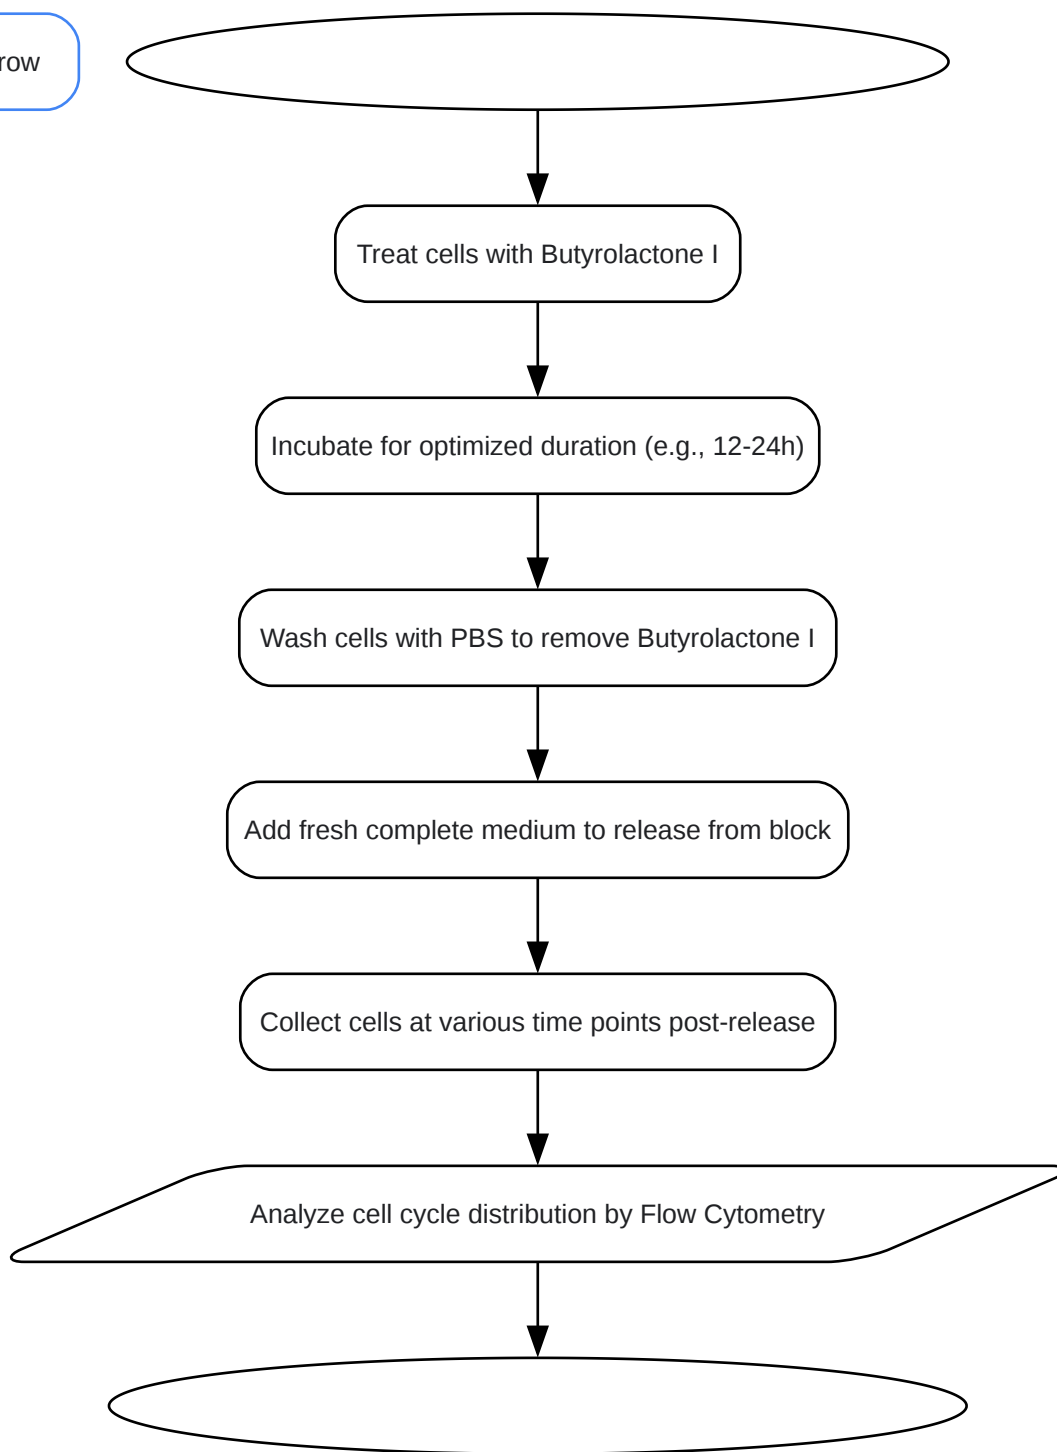 row
Treat cells with Butyrolactone I
Incubate for optimized duration (e.g., 12-24h)
Wash cells with PBS to remove Butyrolactone I
Add fresh complete medium to release from block
Collect cells at various time points post-release
Analyze cell cycle distribution by Flow Cytometry